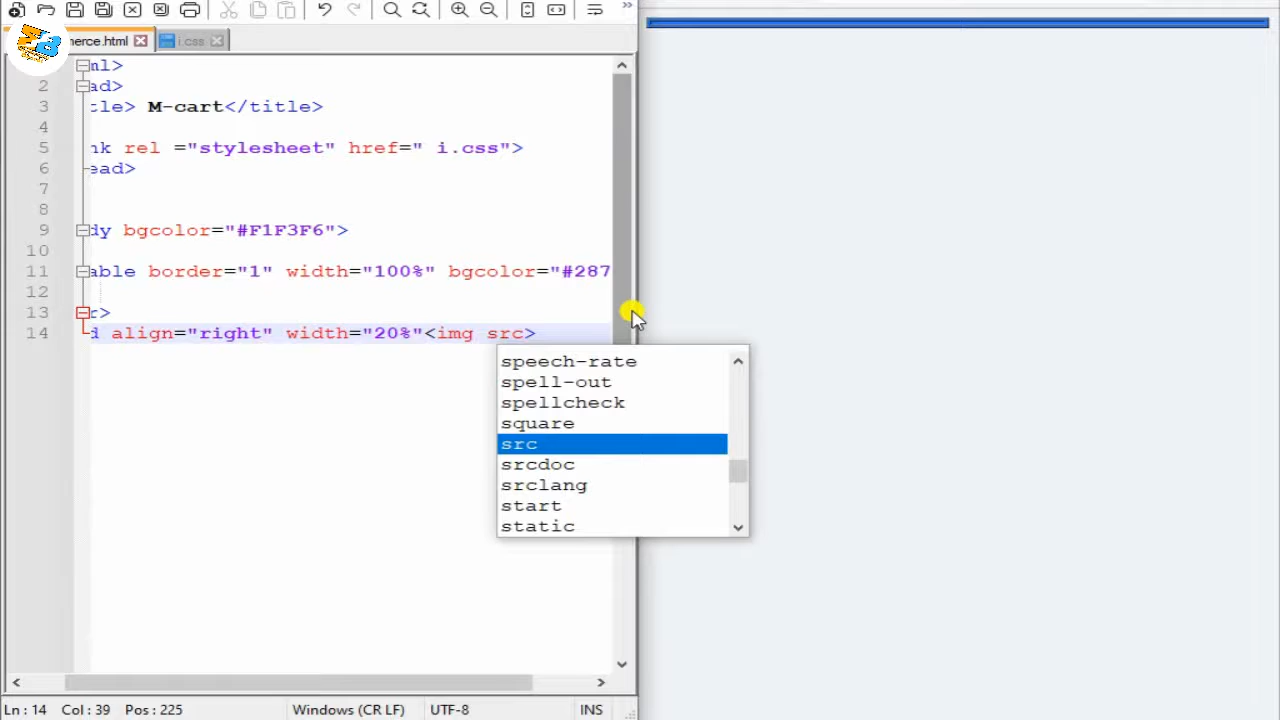 merce.html i.css
ml>
2 ad>
3 tle> M-cart</title>
4
5 nk rel ="stylesheet" href=" i.css">
6 ead>
7
8
9 dy bgcolor="#F1F3F6">
10
11 able border="1" width="100%" bgcolor="#287
12
13 r>
14 d align="right" width="20%"<img src>
speech-rate
spell-out
spellcheck
square
src
srcdoc
srclang
start
static
Ln : 14 Col : 39 Pos : 225 Windows (CR LF) UTF-8 INS